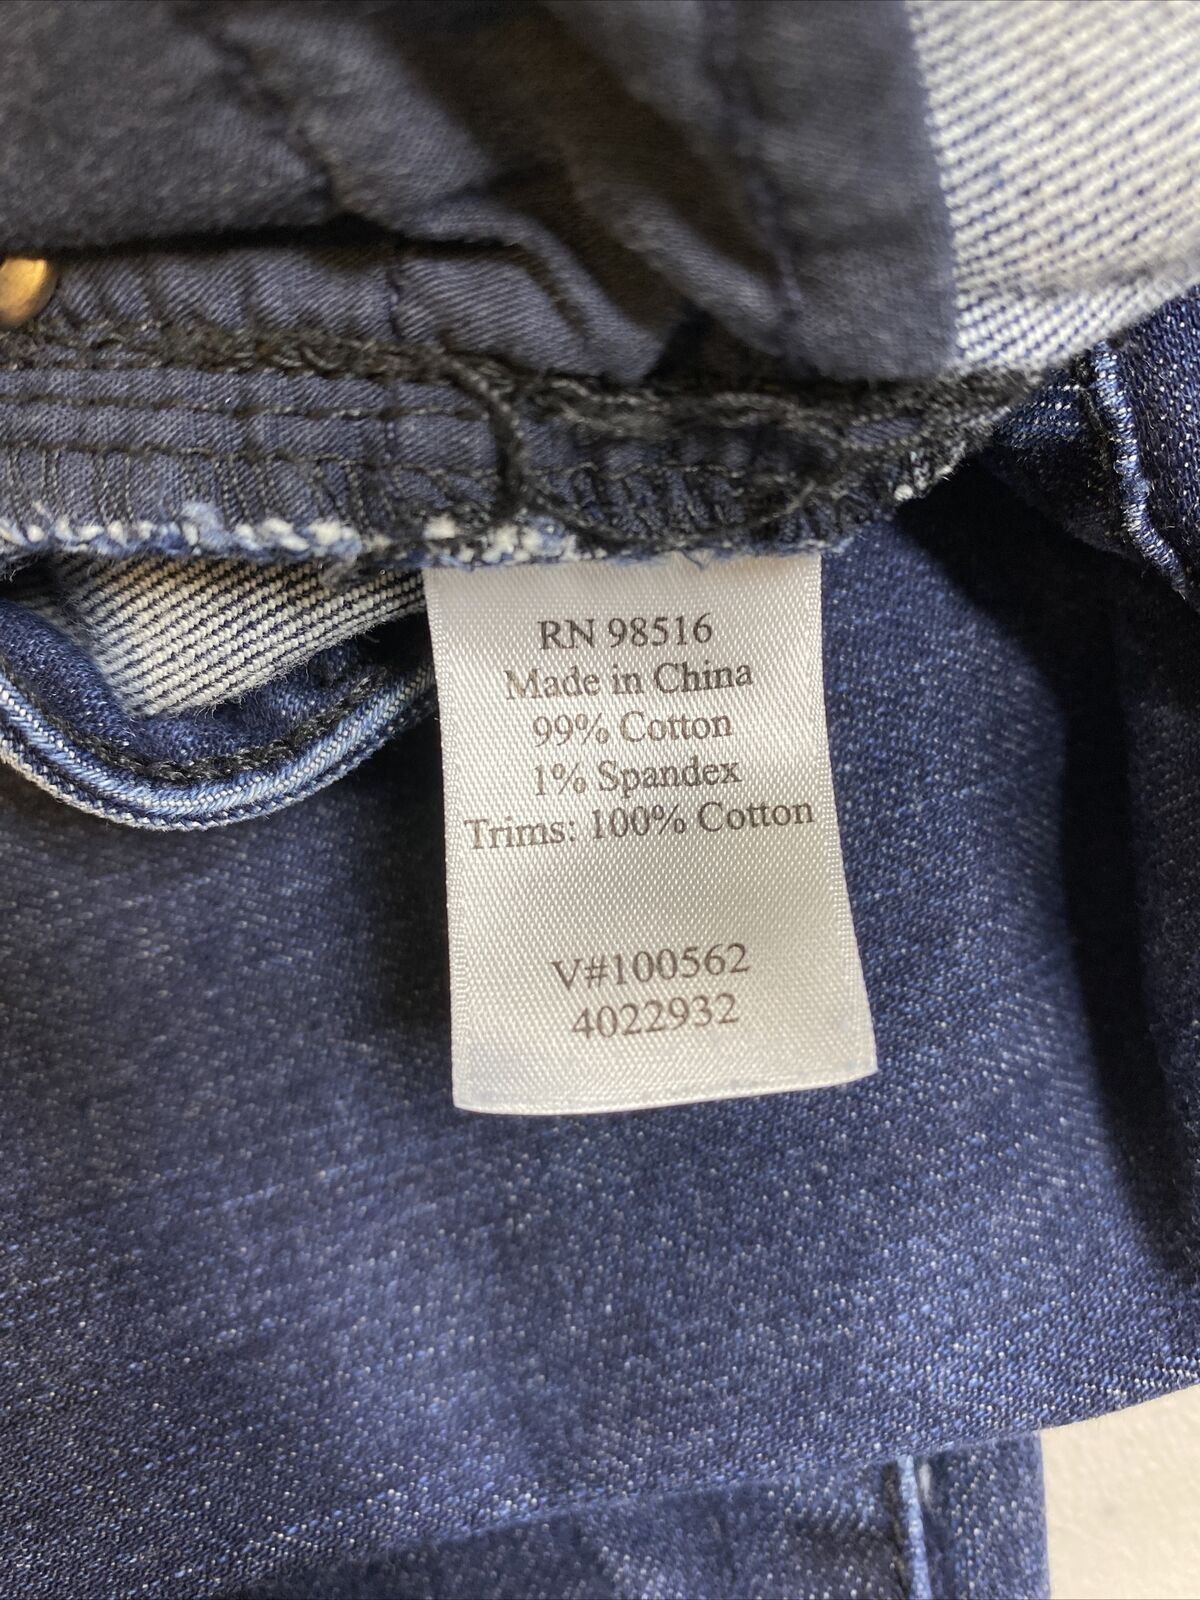 RN 98516
Made in China
99% Cotton
1% Spandex
Trims: 100% Cotton
V#100562
4022932